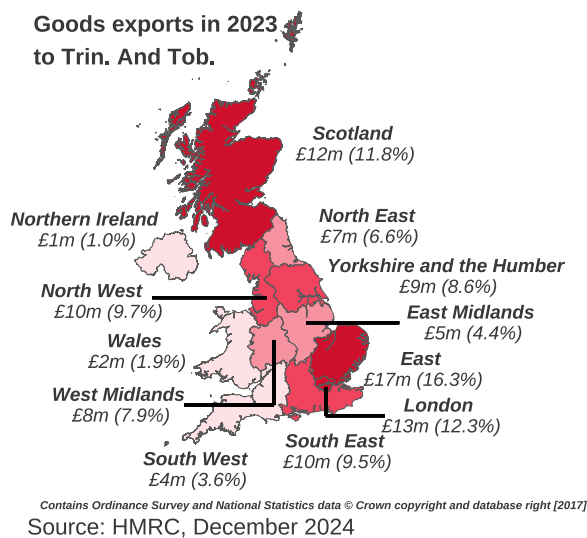 Goods exports in 2023
to Trin. And Tob.
Scotland
£12m (11.8%)
Northern Ireland
£1m (1.0%)
North East
£7m (6.6%)
Yorkshire and the Humber
£9m (8.6%)
North West
£10m (9.7%)
East Midlands
£5m (4.4%)
Wales
£2m (1.9%)
East
£17m (16.3%)
West Midlands
£8m (7.9%)
London
£13m (12.3%)
South East
£10m (9.5%)
South West
£4m (3.6%)
Contains Ordinance Survey and National Statistics data © Crown copyright and database right [2017]
Source: HMRC, December 2024